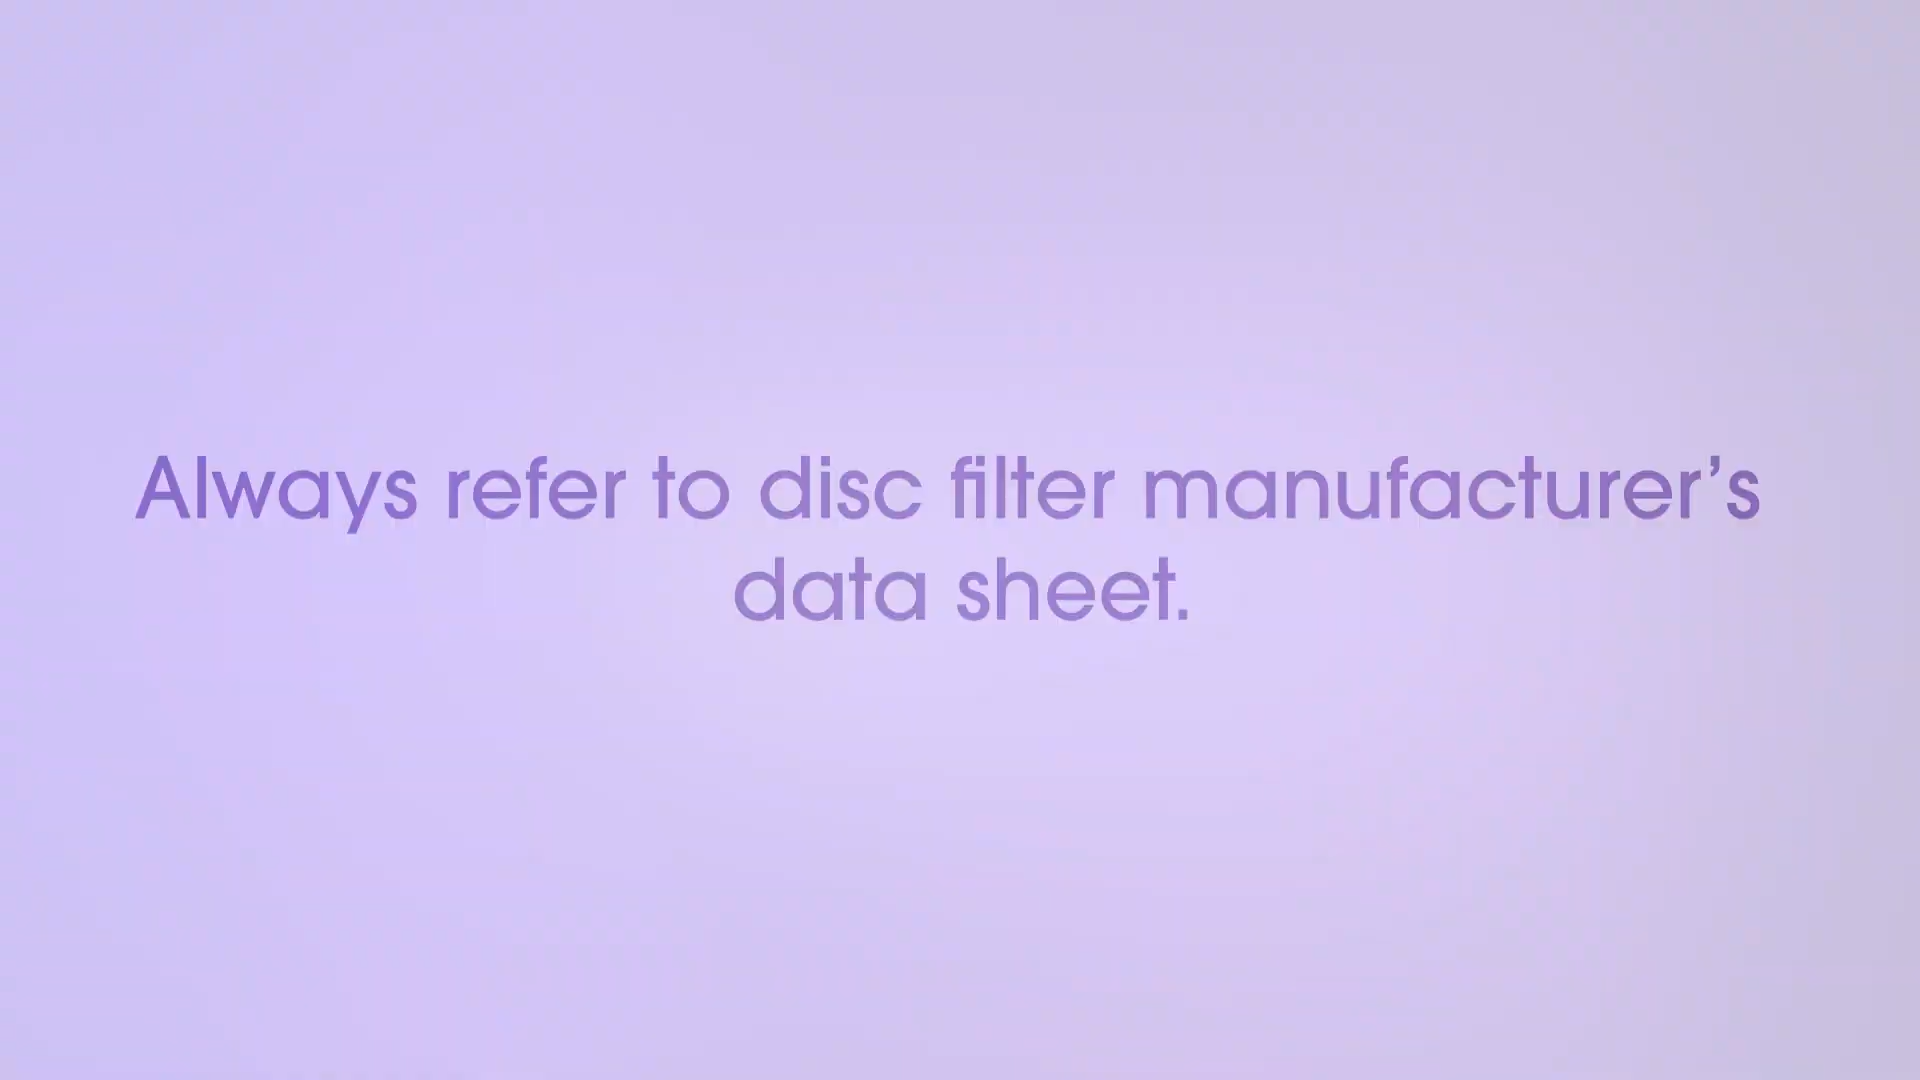 Always refer to disc filter manufacturer’s
data sheet.